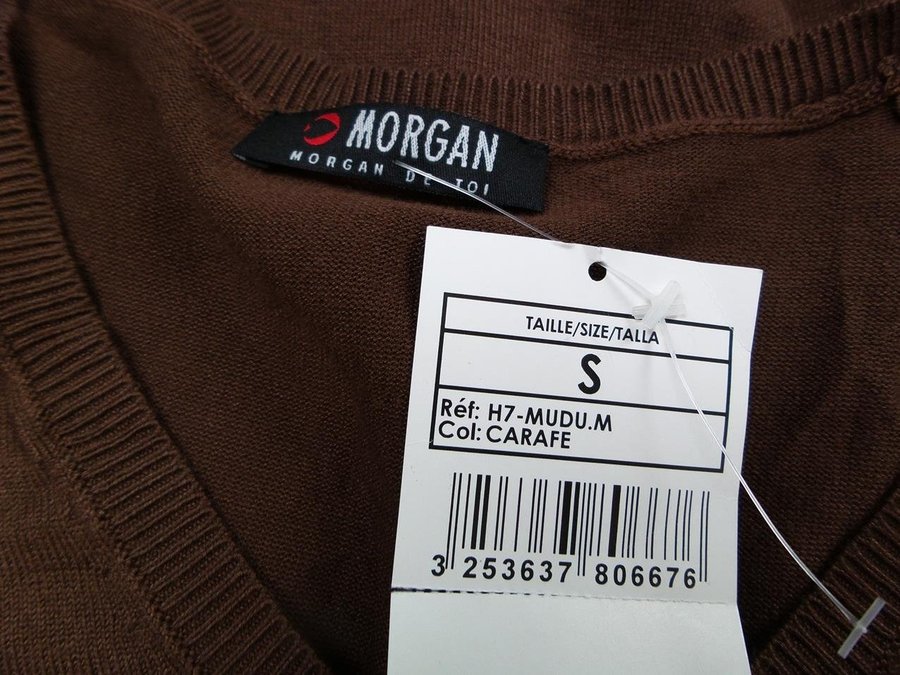 MORGAN
MORGAN DE TOI
TAILLE/SIZE/TALLA
S
Réf: H7-MUDU.M
Col: CARAFE
3 253637 806676